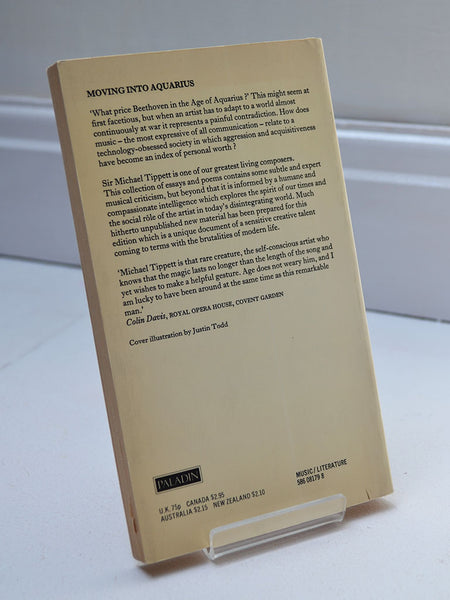 MOVING INTO AQUARIUS
'What price Beethoven in the Age of Aquarius?' This might seem at
first facetious, but when an artist has to adapt to a world almost
continuously at war it represents a painful contradiction. How does
music – the most expressive of all communication – relate to a
technology-obsessed society in which aggression and acquisitiveness
have become an index of personal worth?
Sir Michael Tippett is one of our greatest living composers.
This collection of essays and poems contains some subtle and expert
musical criticism, but beyond that it is informed by a humane and
compassionate intelligence which explores the spirit of our times and
the social rôle of the artist in today's disintegrating world. Much
hitherto unpublished new material has been prepared for this
edition which is a unique document of a sensitive creative talent
coming to terms with the brutalities of modern life.
'Michael Tippett is that rare creature, the self-conscious artist who
knows that the magic lasts no longer than the length of the song and
yet wishes to make a helpful gesture. Age does not weary him, and I
am lucky to have been around at the same time as this remarkable
man.'
Colin Davis, ROYAL OPERA HOUSE, COVENT GARDEN
Cover illustration by Justin Todd
PALADIN
U.K. 75p CANADA $2.95
AUSTRALIA $2.15 NEW ZEALAND $2.10
MUSIC/LITERATURE
586 08179 8